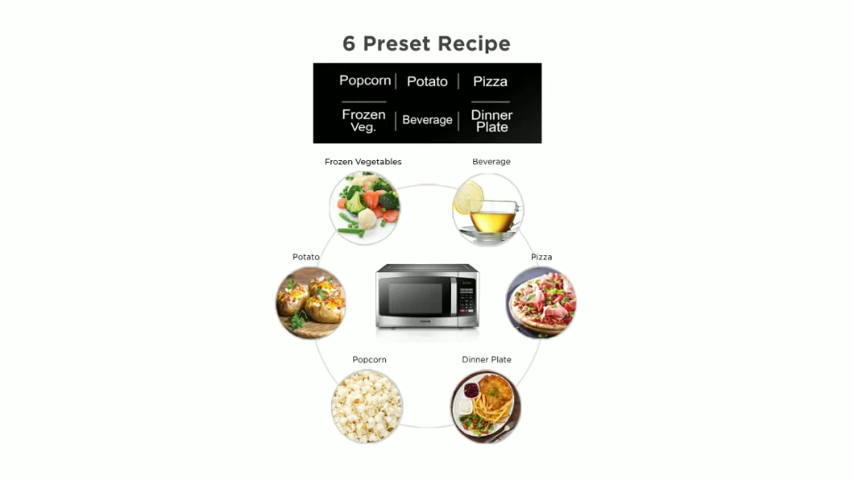 6 Preset Recipe
Popcorn Potato Pizza
Frozen Veg. Beverage Dinner Plate
Frozen Vegetables Beverage
Potato Pizza
Popcorn Dinner Plate